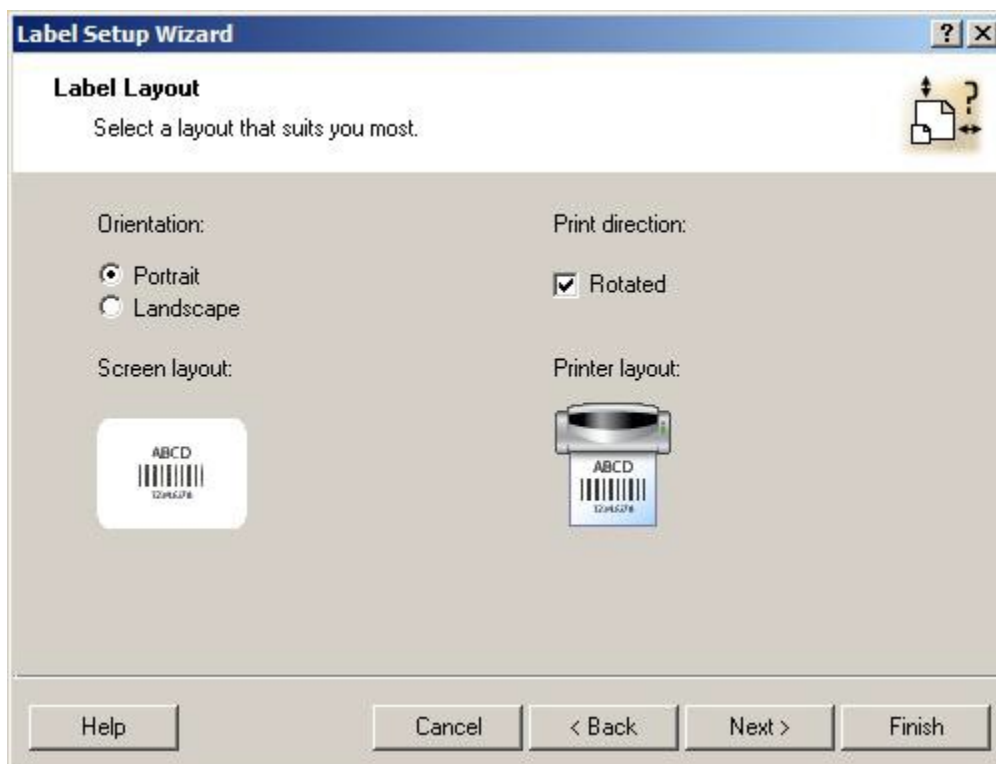 Label Setup Wizard
Label Layout
Select a layout that suits you most.
Orientation:
Print direction:
Portrait
Rotated
Landscape
Screen layout:
Printer layout:
ABCD
ABCD
Help
Cancel
< Back
Next >
Finish